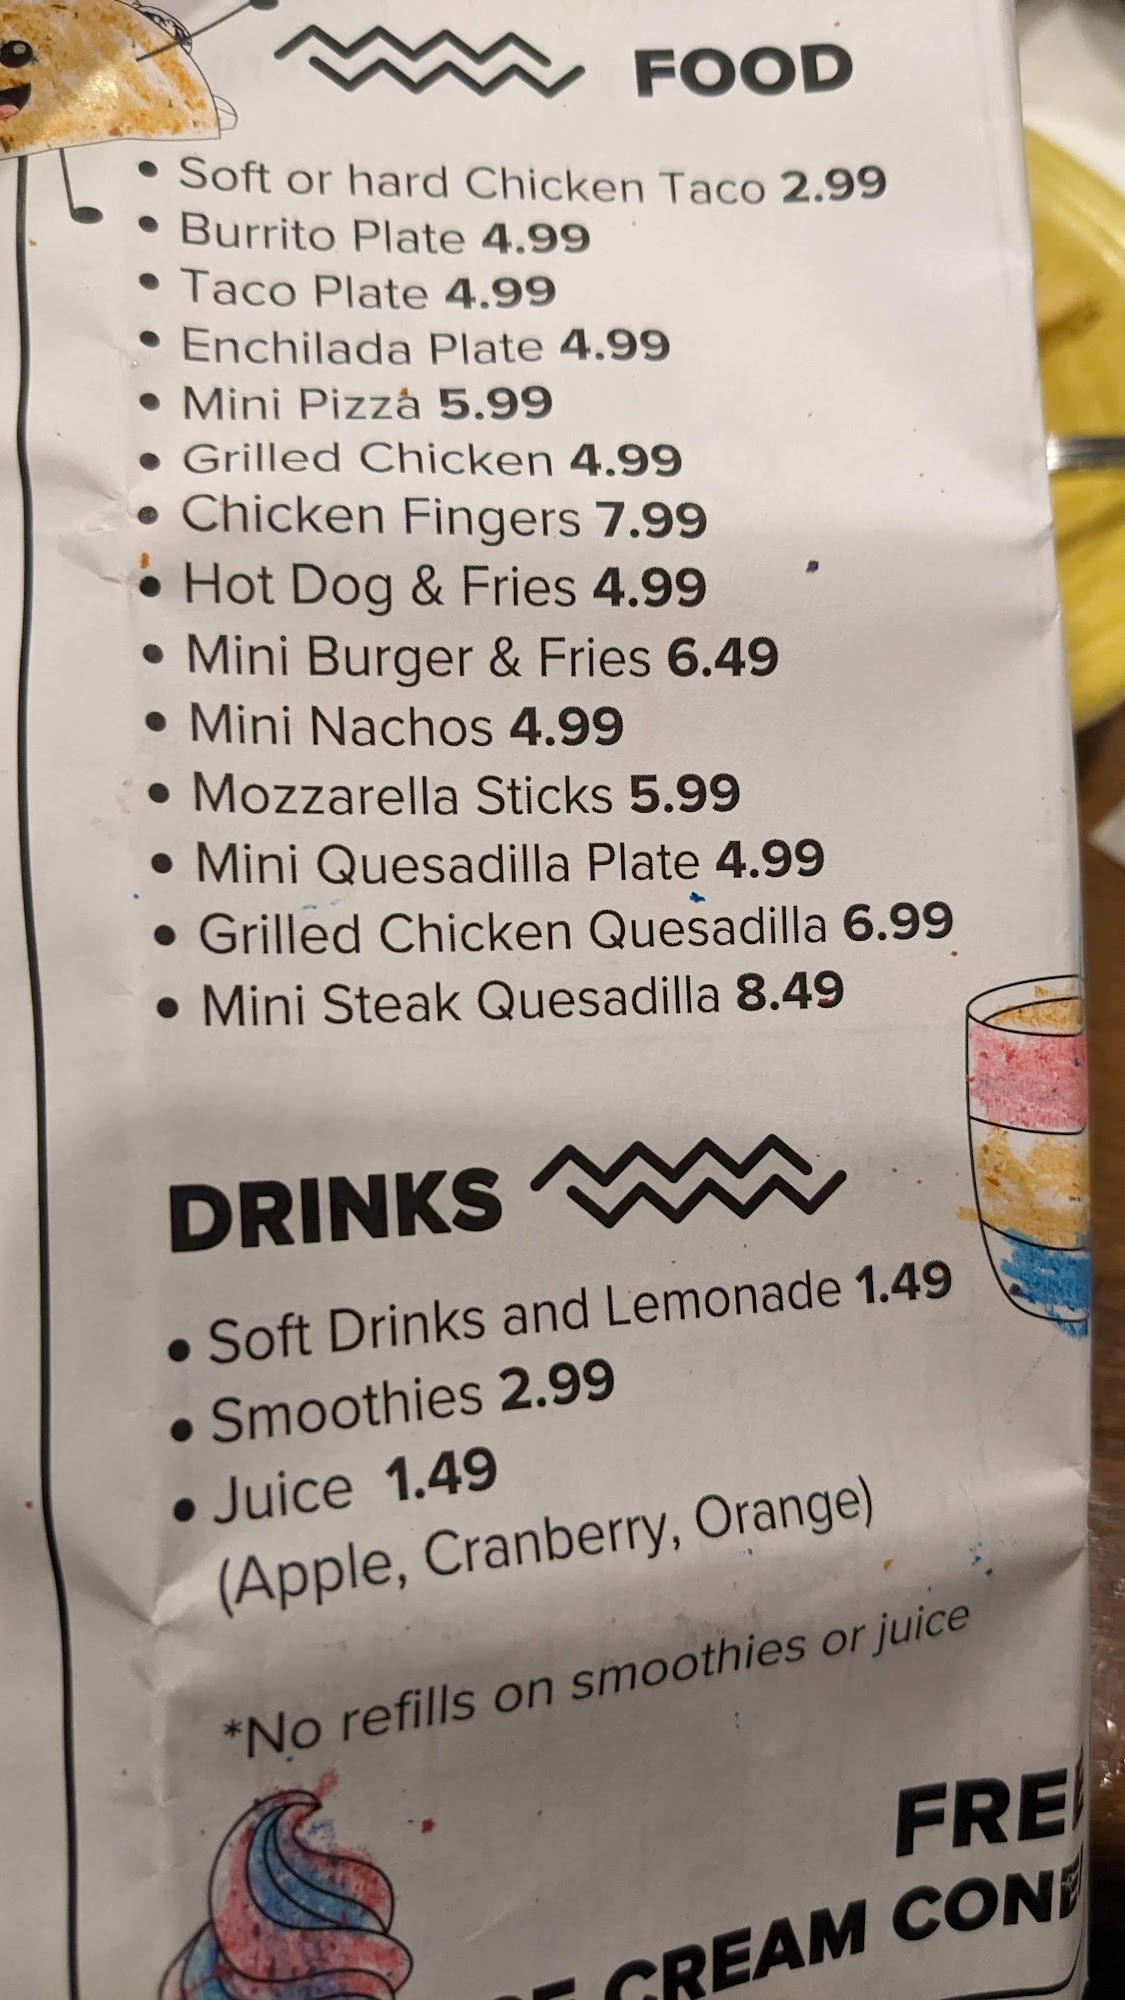 FOOD
• Soft or hard Chicken Taco 2.99
• Burrito Plate 4.99
• Taco Plate 4.99
• Enchilada Plate 4.99
• Mini Pizza 5.99
• Grilled Chicken 4.99
• Chicken Fingers 7.99
• Hot Dog & Fries 4.99
• Mini Burger & Fries 6.49
• Mini Nachos 4.99
• Mozzarella Sticks 5.99
• Mini Quesadilla Plate 4.99
• Grilled Chicken Quesadilla 6.99
• Mini Steak Quesadilla 8.49
DRINKS
• Soft Drinks and Lemonade 1.49
• Smoothies 2.99
• Juice 1.49
(Apple, Cranberry, Orange)
*No refills on smoothies or juice
FREE
CREAM CONE